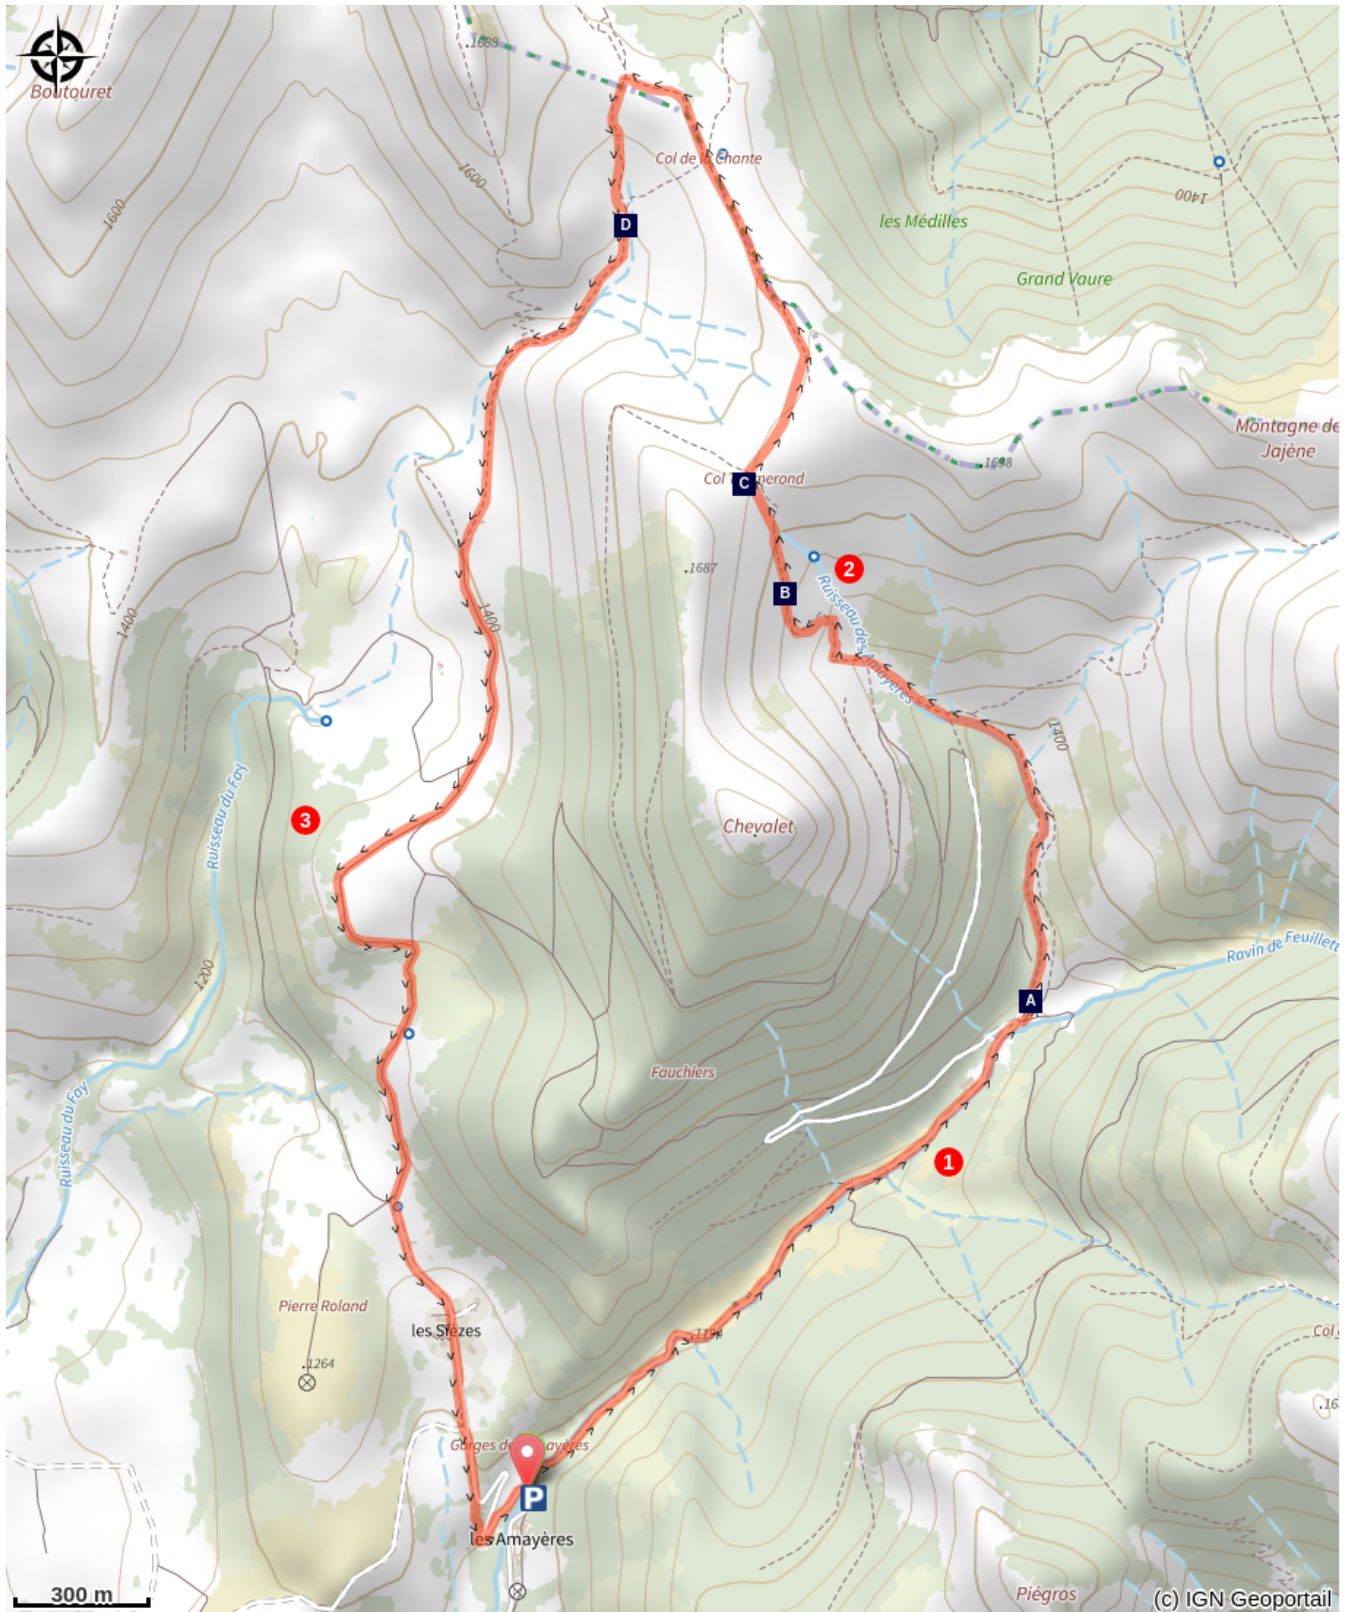 1688
Boutouret
Col de la Chante
1600
1400
1600
D
les Médilles
Grand Vaure
Montagne de
Jajène
1698
Col
nerond
C
2
1687
B
Ruisseau des Amayères
1400
1400
1400
Ruisseau du Fay
3
Chevalet
Ravin de Feuillett
1200
A
Fauchiers
Ruisseau du Fay
1
Pierre Roland
les Sièzes
1264
Col
Gorges de
ayères
P
les Amayères
300 m
Piégros
(c) IGN Geoportail